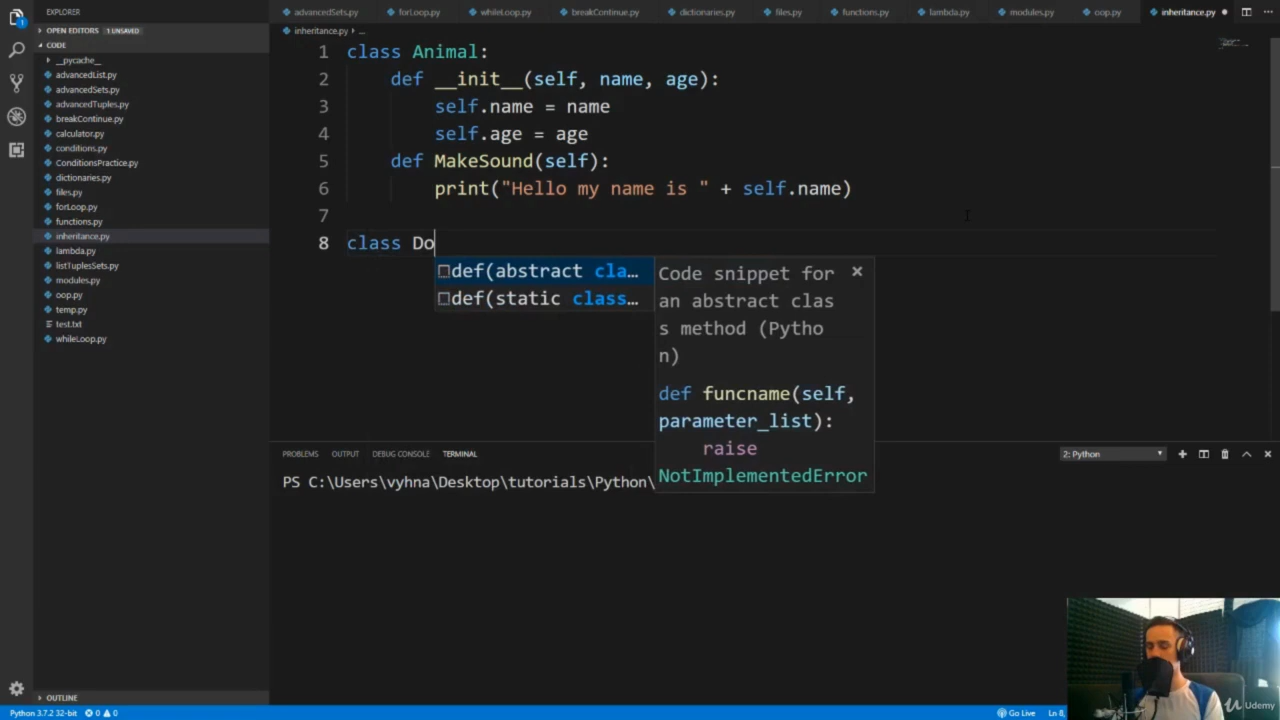 EXPLORER
OPEN EDITORS 1 UNSAVED
CODE
__pycache__
advancedList.py
advancedSets.py
advancedTuples.py
breakContinue.py
calculator.py
conditions.py
ConditionsPractice.py
dictionaries.py
files.py
forLoop.py
functions.py
inheritance.py
lambda.py
listTuplesSets.py
modules.py
oop.py
temp.py
test.txt
whileLoop.py
OUTLINE
advancedSets.py forLoop.py whileLoop.py breakContinue.py dictionaries.py files.py functions.py lambda.py modules.py oop.py inheritance.py
inheritance.py › ...
1 class Animal:
2 def __init__(self, name, age):
3 self.name = name
4 self.age = age
5 def MakeSound(self):
6 print("Hello my name is " + self.name)
7
8 class Do
def(abstract cla…
def(static class…
Code snippet for
an abstract clas
s method (Pytho
n)
def funcname(self,
parameter_list):
raise
NotImplementedError
PROBLEMS OUTPUT DEBUG CONSOLE TERMINAL 2: Python
PS C:\Users\vyhna\Desktop\tutorials\Python\
Python 3.7.2 32-bit 0 0 Go Live Ln 8,
Udemy